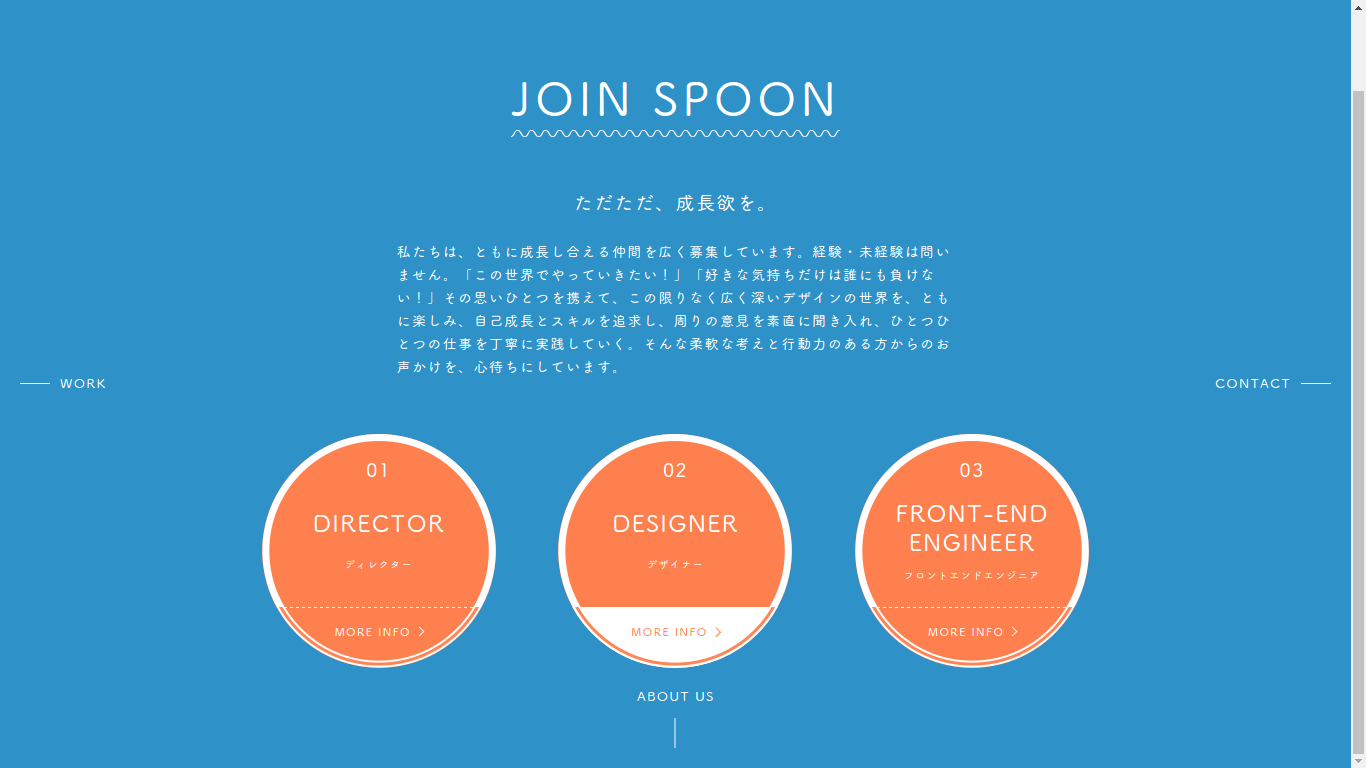 JOIN SPOON
ただただ、成長欲を。
私たちは、ともに成長し合える仲間を広く募集しています。経験・未経験は問い
ません。「この世界でやっていきたい！」「好きな気持ちだけは誰にも負けな
い！」その思いひとつを携えて、この限りなく広く深いデザインの世界を、とも
に楽しみ、自己成長とスキルを追求し、周りの意見を素直に聞き入れ、ひとつひ
とつの仕事を丁寧に実践していく。そんな柔軟な考えと行動力のある方からのお
声かけを、心待ちにしています。
WORK
CONTACT
01
DIRECTOR
ディレクター
MORE INFO
02
DESIGNER
デザイナー
MORE INFO
03
FRONT-END
ENGINEER
フロントエンドエンジニア
MORE INFO
ABOUT US